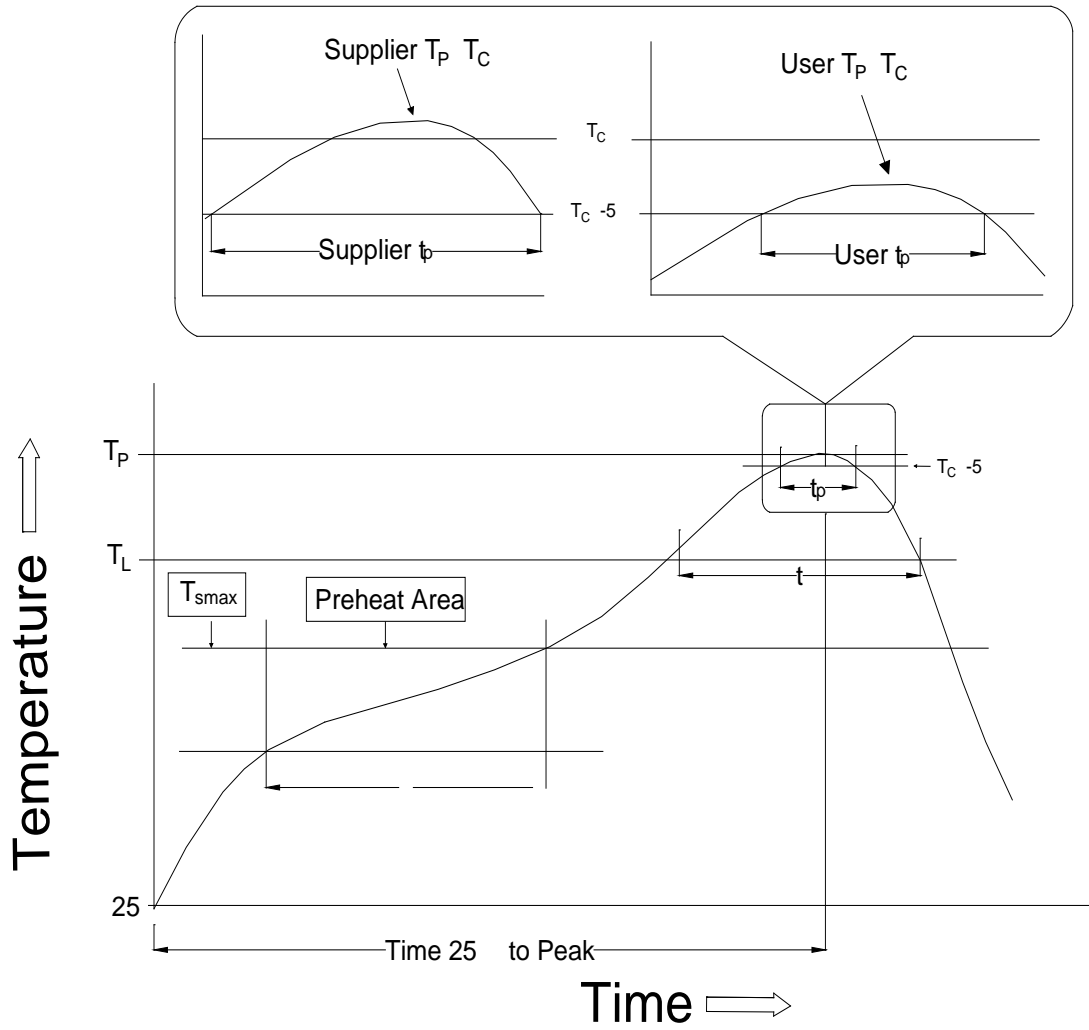 Supplier TP TC
User TP TC
TC
TC -5
Supplier tp
User tp
TP
TC -5
tp
TL
t
Tsmax
Preheat Area
Temperature
25
Time 25 to Peak
Time